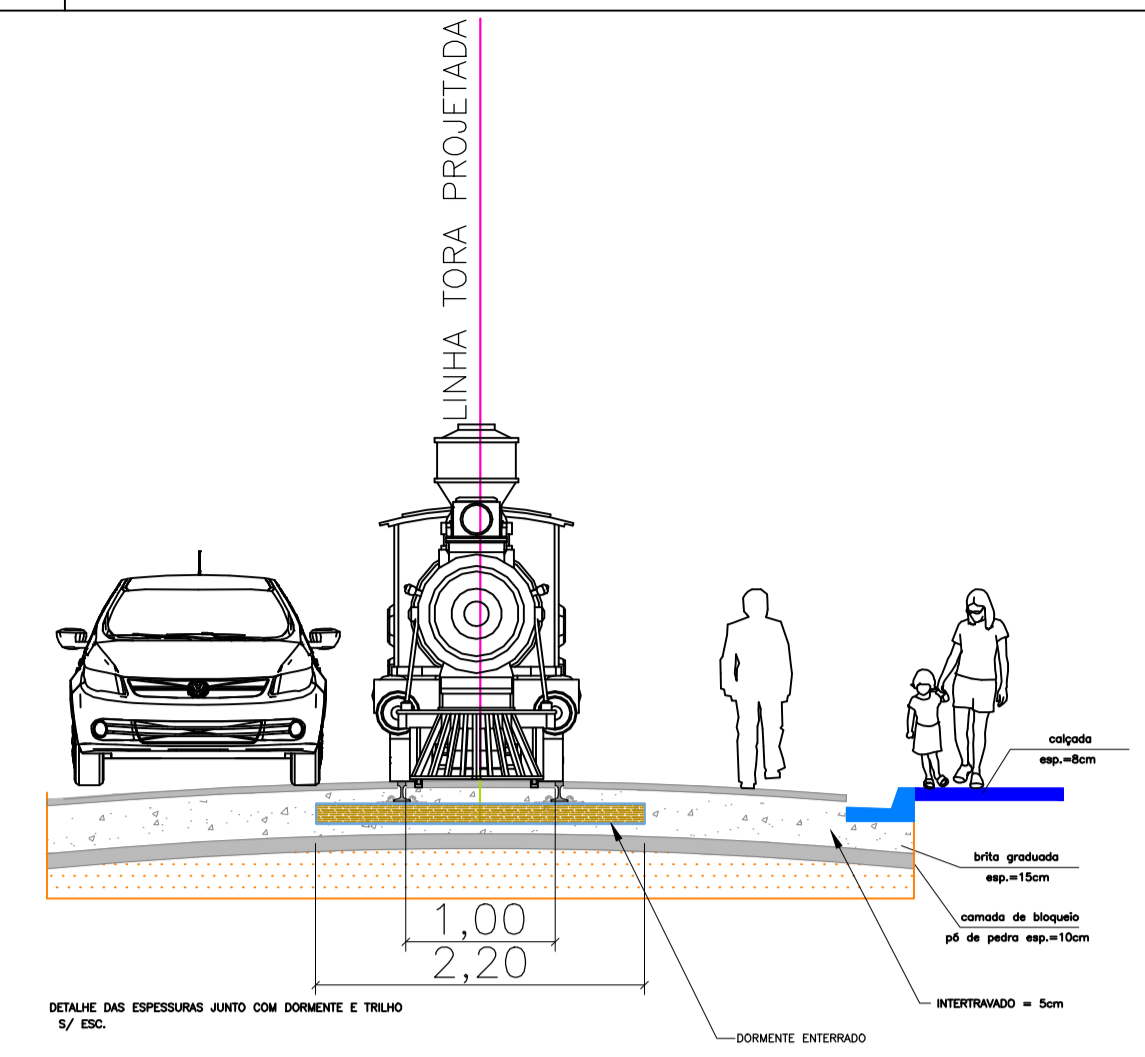 LINHA TORA PROJETADA
calçada
esp.=8cm
brita graduada
esp.=15cm
camada de bloqueio
pó de pedra esp.=10cm
1,00
2,20
INTERTRAVADO = 5cm
DETALHE DAS ESPESSURAS JUNTO COM DORMENTE E TRILHO
S/ ESC.
DORMENTE ENTERRADO